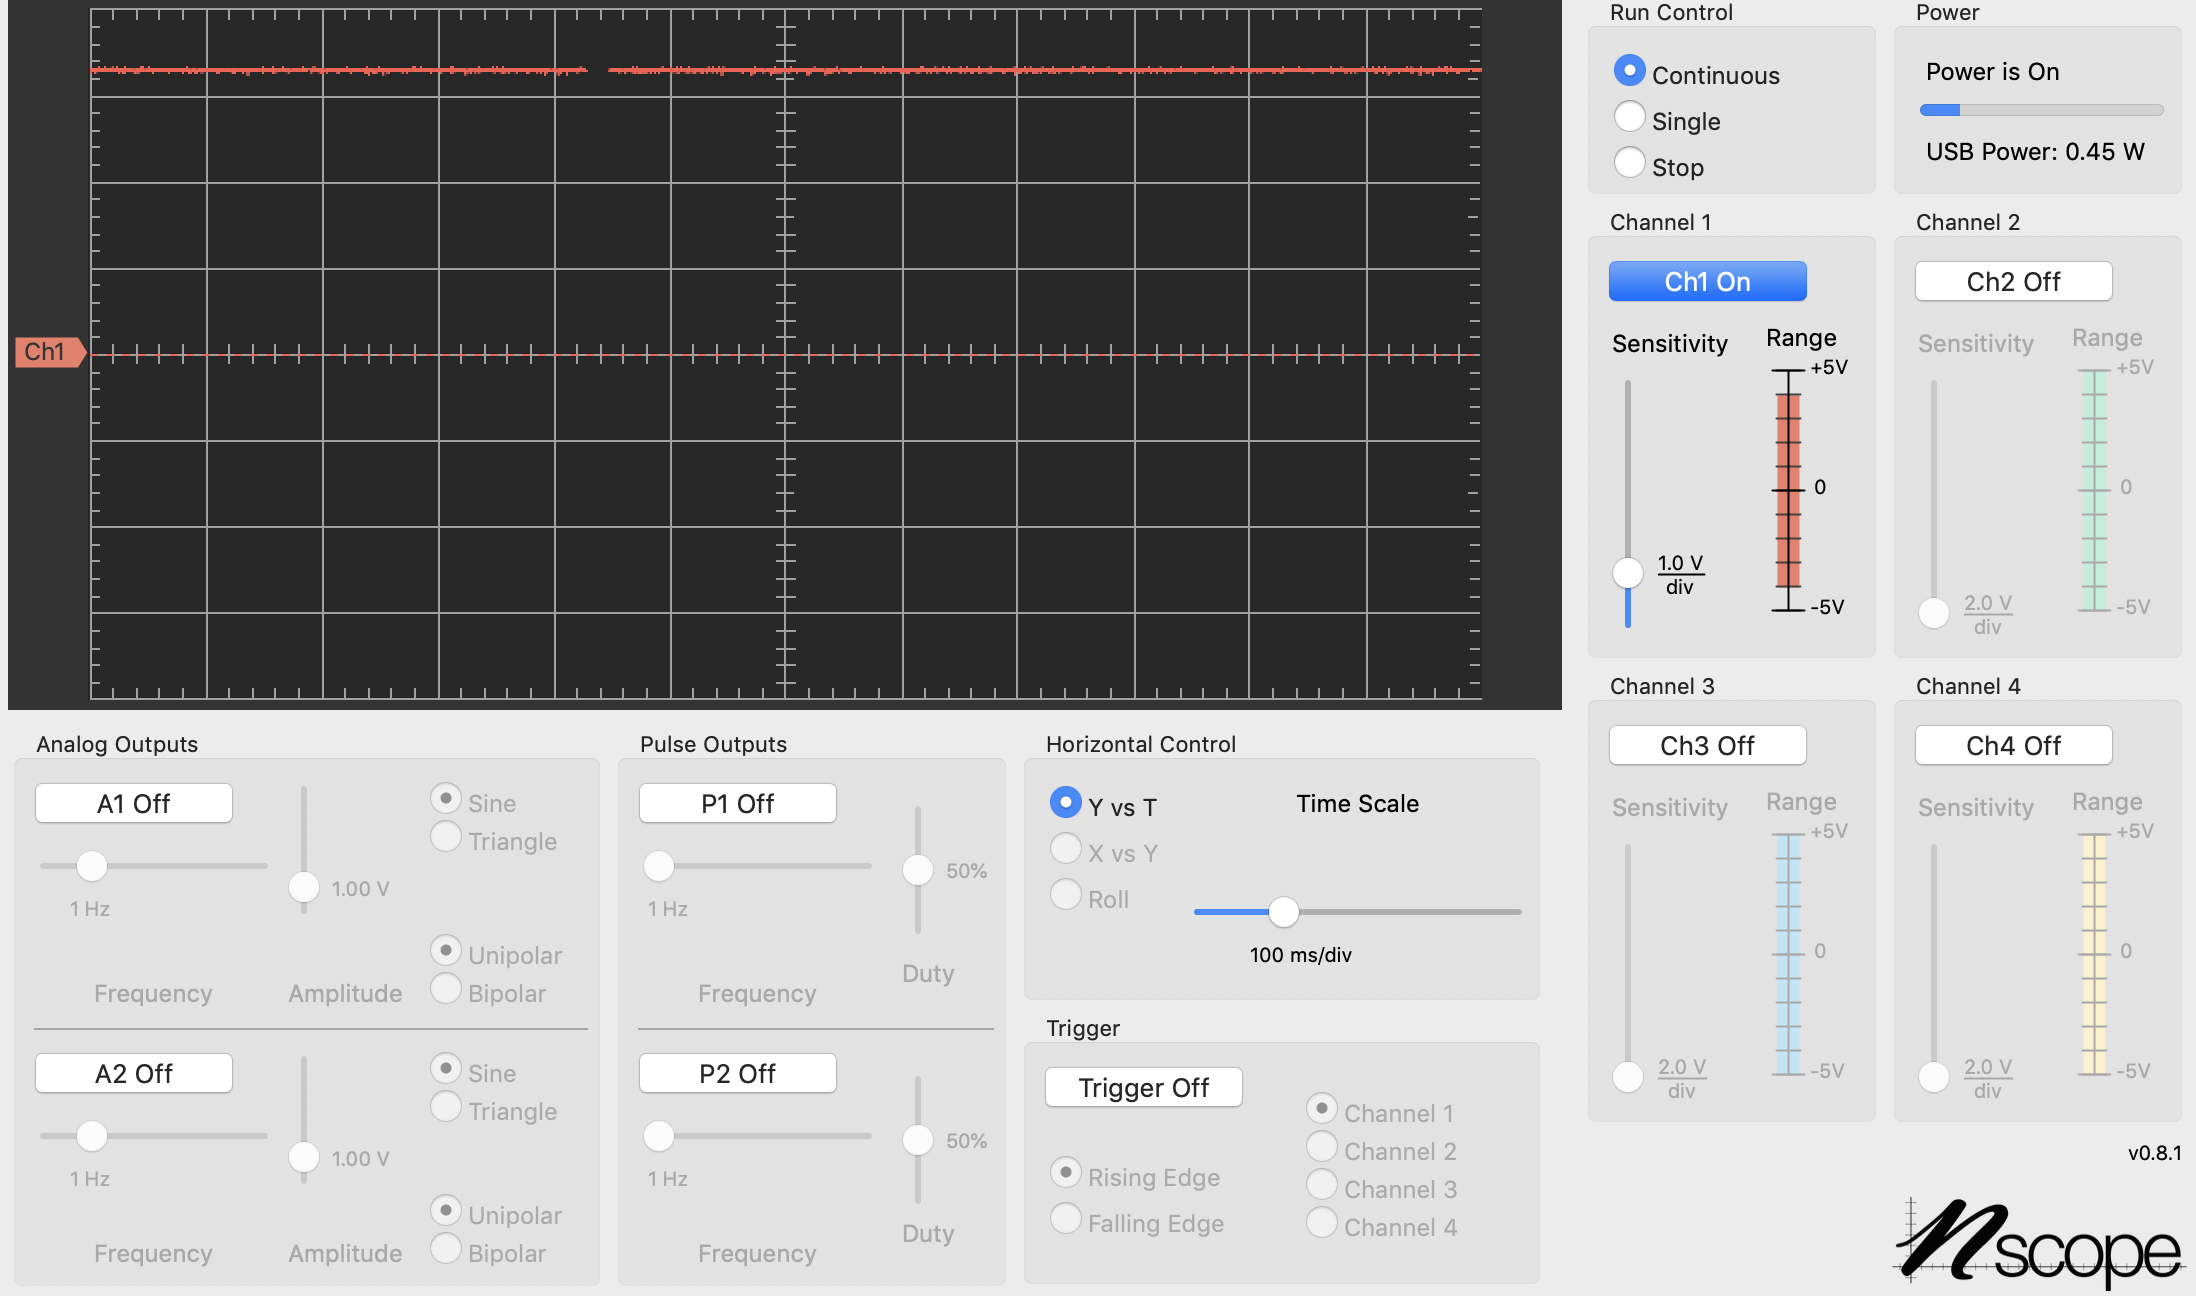 Run Control
Continuous
Single
Stop
Power
Power is On
USB Power: 0.45 W
Ch1
Channel 1
Ch1 On
Sensitivity
Range
+5V
0
-5V
1.0 V
div
Channel 2
Ch2 Off
Sensitivity
Range
+5V
0
-5V
2.0 V
div
Channel 3
Ch3 Off
Sensitivity
Range
+5V
0
-5V
2.0 V
div
Channel 4
Ch4 Off
Sensitivity
Range
+5V
0
-5V
2.0 V
div
Analog Outputs
A1 Off
Sine
Triangle
1.00 V
1 Hz
Unipolar
Bipolar
Frequency
Amplitude
A2 Off
Sine
Triangle
1.00 V
1 Hz
Unipolar
Bipolar
Frequency
Amplitude
Pulse Outputs
P1 Off
50%
1 Hz
Duty
Frequency
P2 Off
50%
1 Hz
Duty
Frequency
Horizontal Control
Y vs T
X vs Y
Roll
Time Scale
100 ms/div
Trigger
Trigger Off
Rising Edge
Falling Edge
Channel 1
Channel 2
Channel 3
Channel 4
v0.8.1
nscope